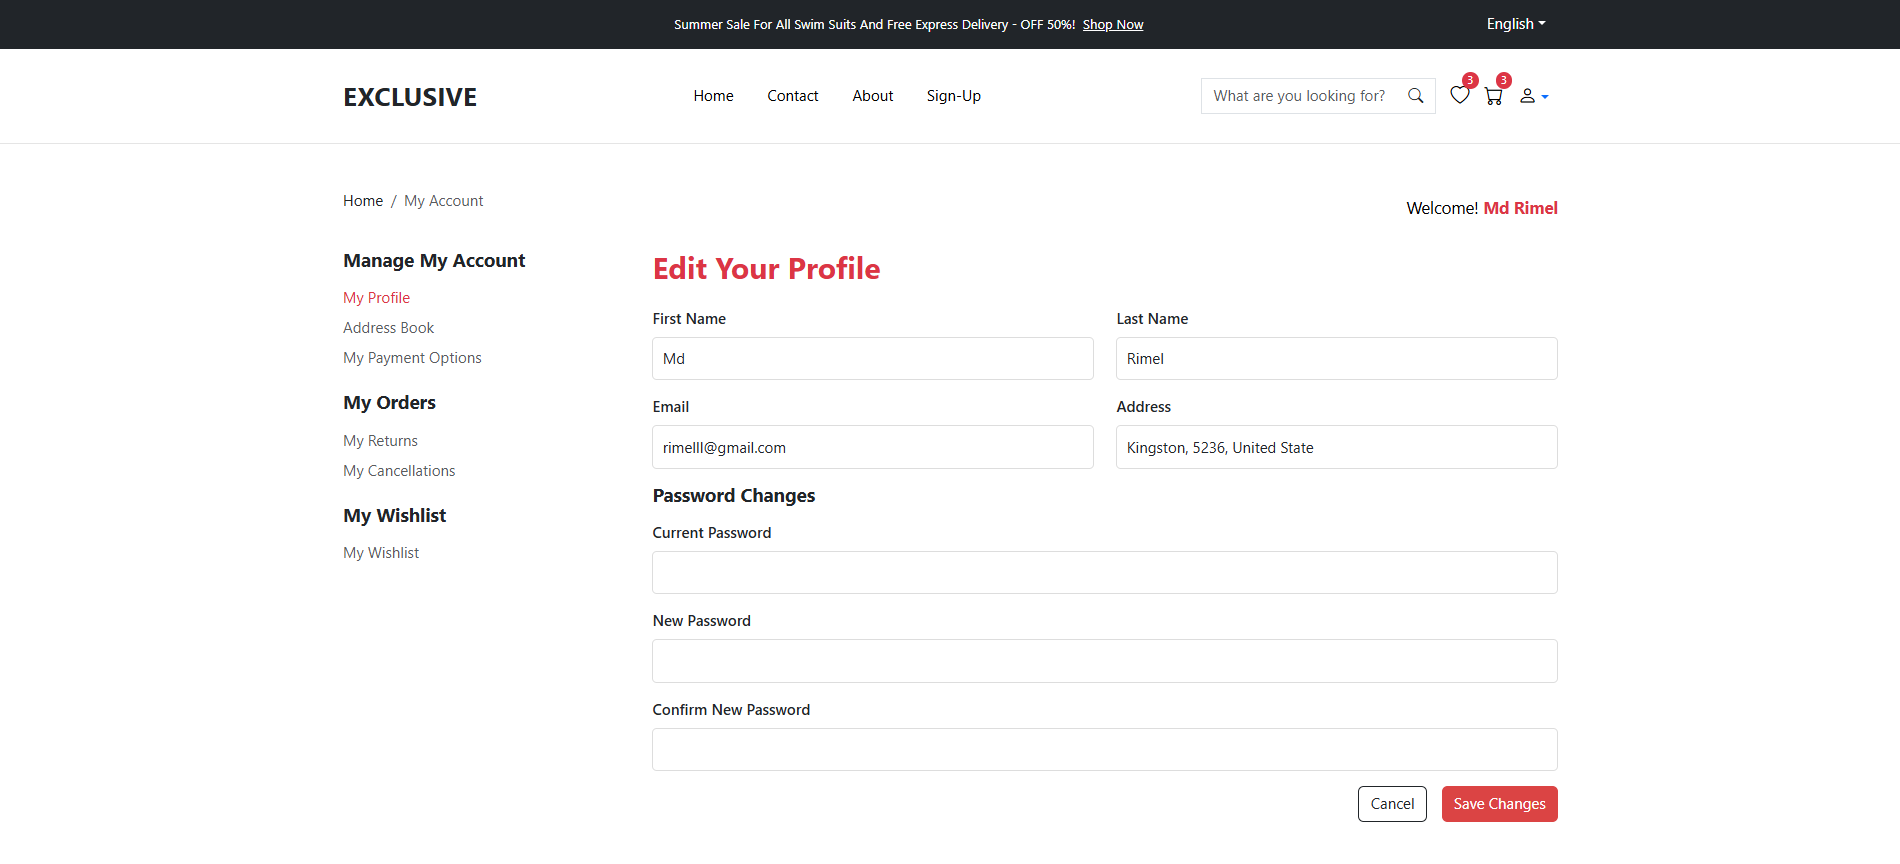 Summer Sale For All Swim Suits And Free Express Delivery - OFF 50%! Shop Now
English
EXCLUSIVE
Home
Contact
About
Sign-Up
What are you looking for?
3
3
Home / My Account
Welcome! Md Rimel
Manage My Account
My Profile
Address Book
My Payment Options
My Orders
My Returns
My Cancellations
My Wishlist
My Wishlist
Edit Your Profile
First Name
Last Name
Md
Rimel
Email
Address
rimelll@gmail.com
Kingston, 5236, United State
Password Changes
Current Password
New Password
Confirm New Password
Cancel
Save Changes